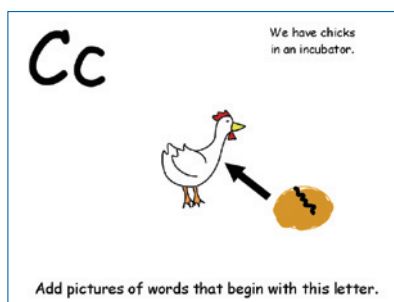 Cc
We have chicks
in an incubator.
Add pictures of words that begin with this letter.